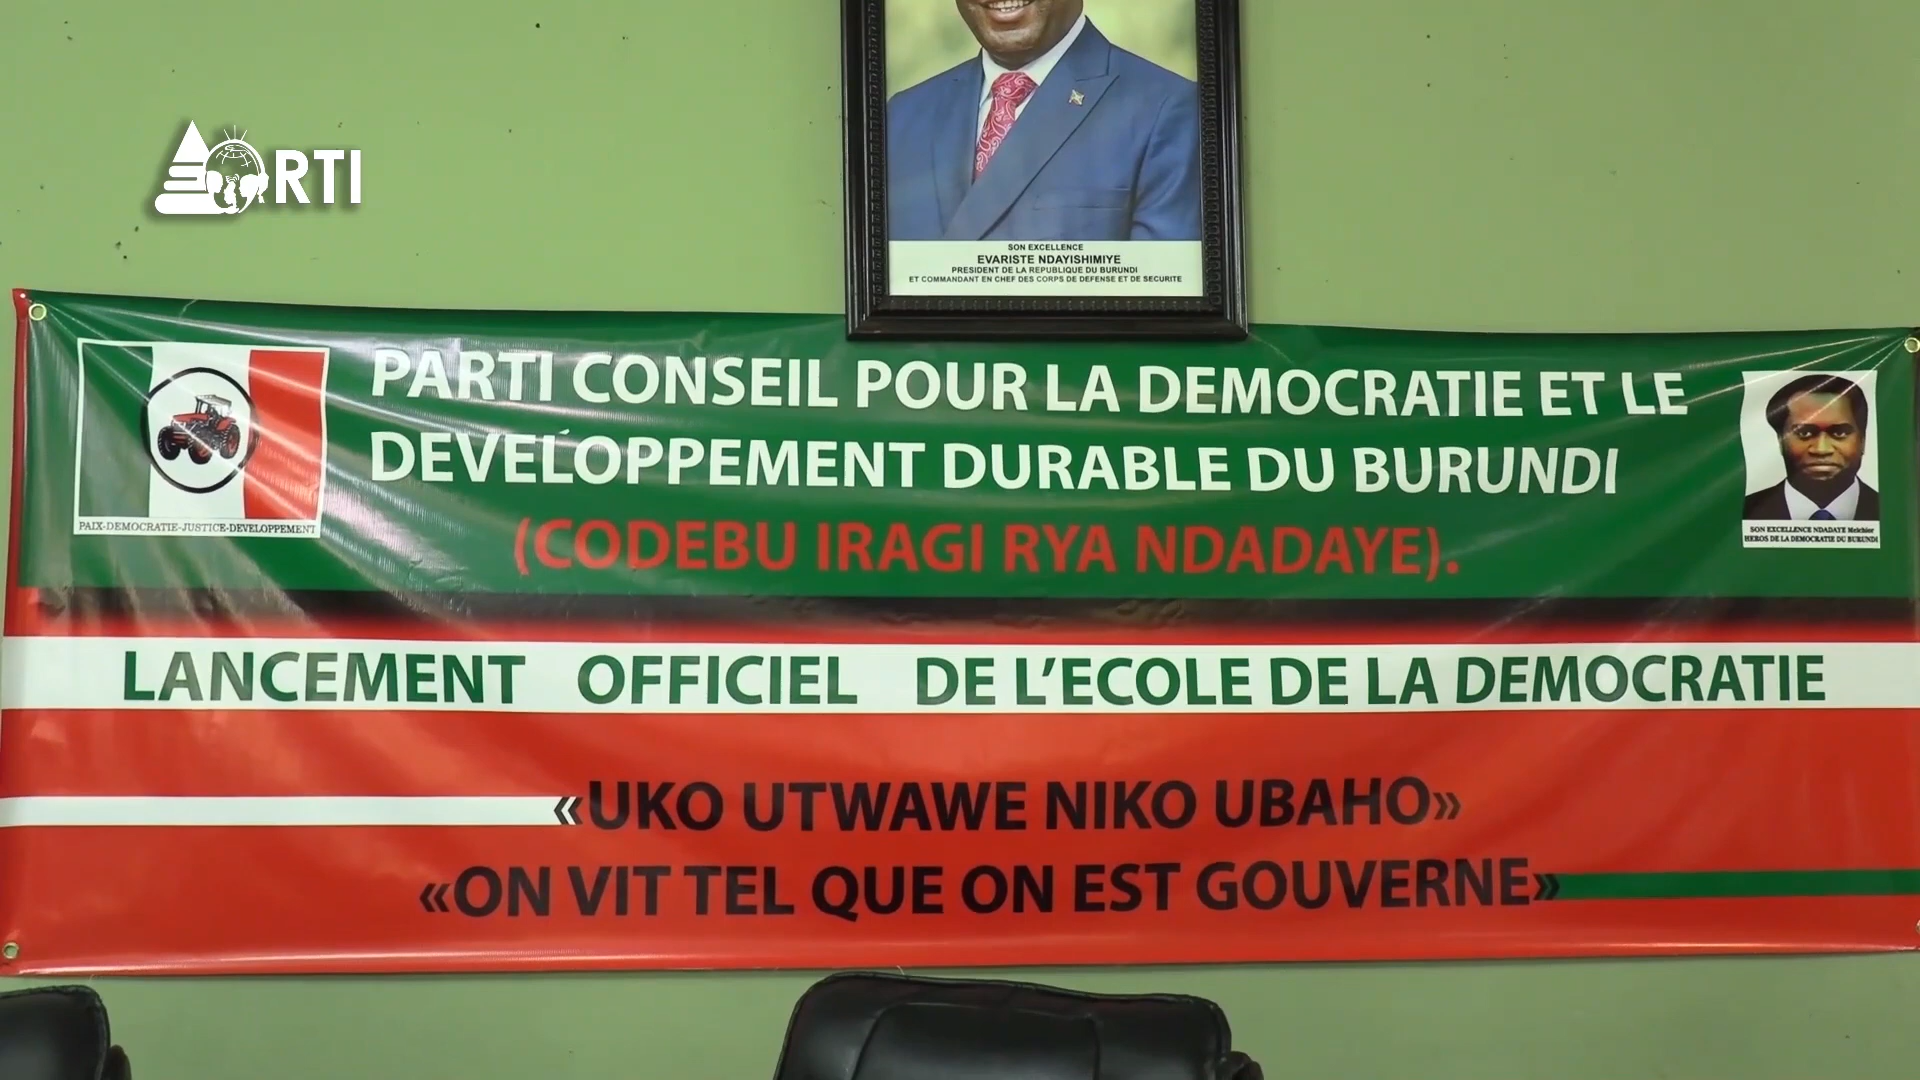 RTI
SON EXCELLENCE
EVARISTE NDAYISHIMIYE
PRESIDENT DE LA REPUBLIQUE DU BURUNDI
ET COMMANDANT EN CHEF DES CORPS DE DEFENSE ET DE SECURITE
PARTI CONSEIL POUR LA DEMOCRATIE ET LE
DEVELOPPEMENT DURABLE DU BURUNDI
(CODEBU IRAGI RYA NDADAYE).
PAIX-DEMOCRATIE-JUSTICE-DEVELOPPEMENT
SON EXCELLENCE NDADAYE Melchior
HEROS DE LA DEMOCRATIE DU BURUNDI
LANCEMENT OFFICIEL DE L'ECOLE DE LA DEMOCRATIE
«UKO UTWAWE NIKO UBAHO»
«ON VIT TEL QUE ON EST GOUVERNE»